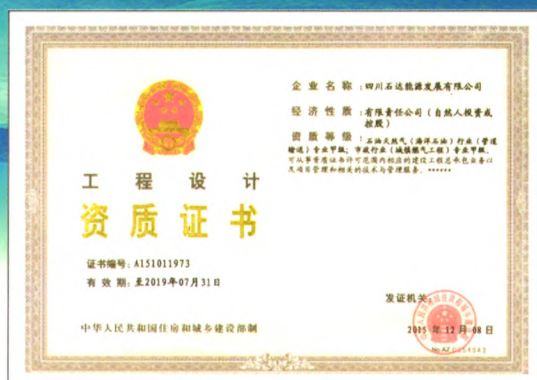 工程设计
资质证书
证书编号：A151011973
有效期：至2019年07月31日
中华人民共和国住房和城乡建设部制
企业名称：四川石达能源发展有限公司
经济性质：有限责任公司（自然人投资或
控股）
资质等级：石油天然气（海洋石油）行业（管道
输送）专业甲级；市政行业（城镇燃气工程）专业甲级。
可从事资质证书许可范围内相应的建设工程总承包业务以
及项目管理和相关的技术与管理服务。******
发证机关：
2015年12月08日
No.AZ